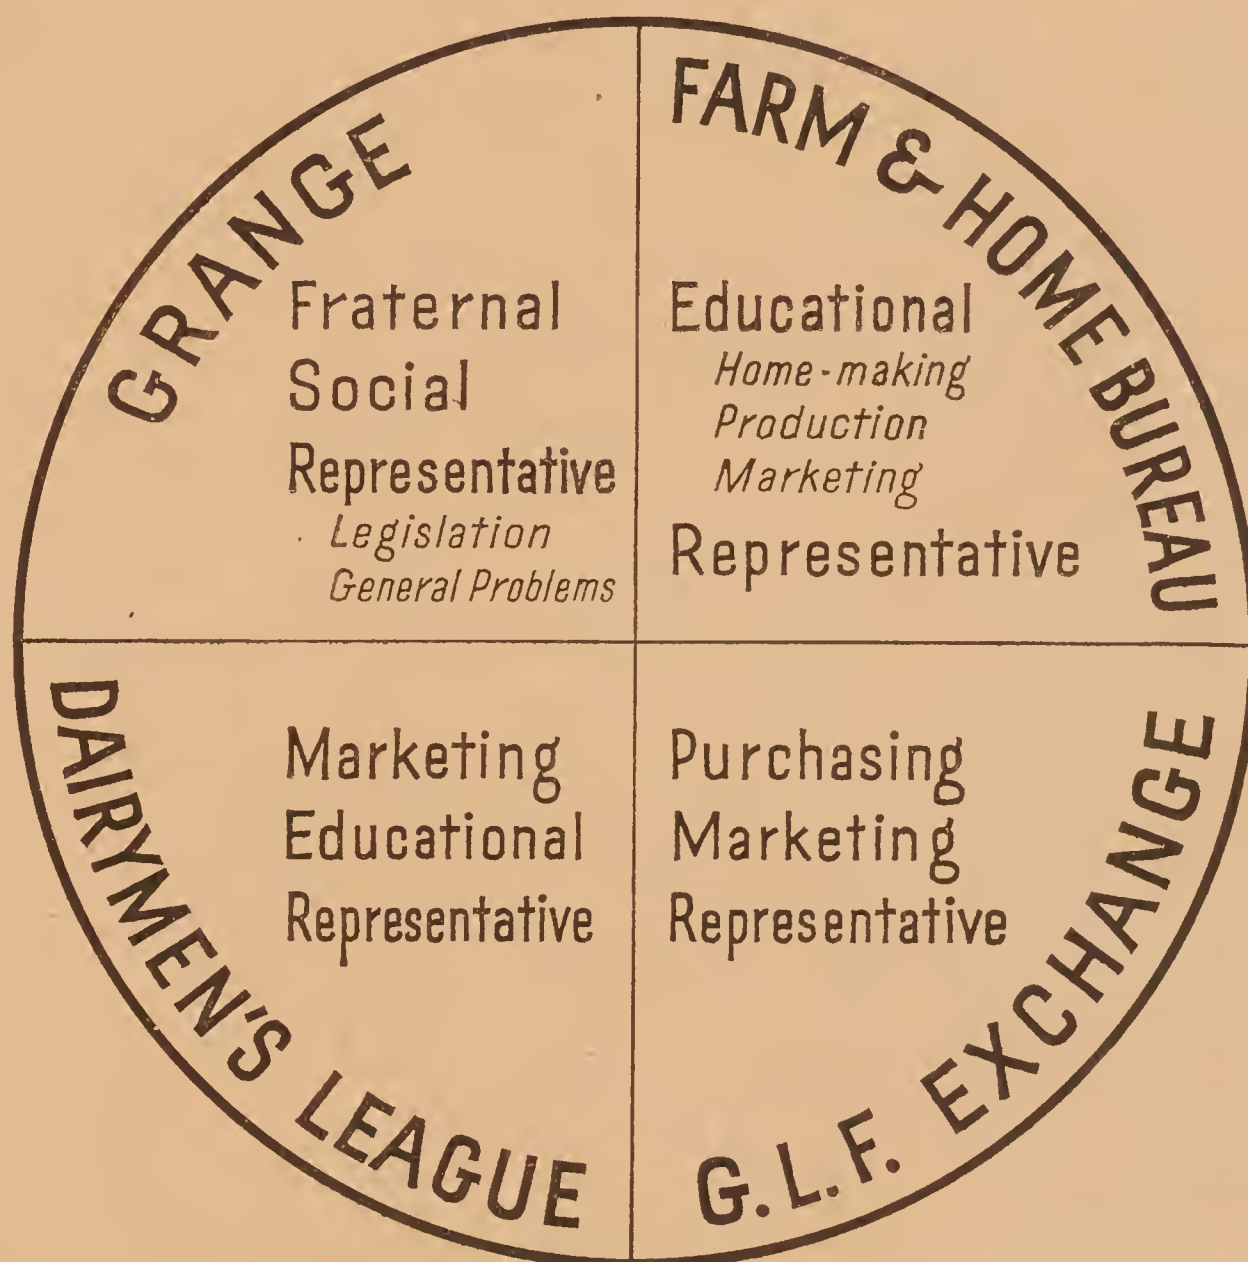 GRANGE
Fraternal
Social
Representative
Legislation
General Problems
FARM & HOME BUREAU
Educational
Home-making
Production
Marketing
Representative
DAIRYMEN'S LEAGUE
Marketing
Educational
Representative
G.L.F. EXCHANGE
Purchasing
Marketing
Representative